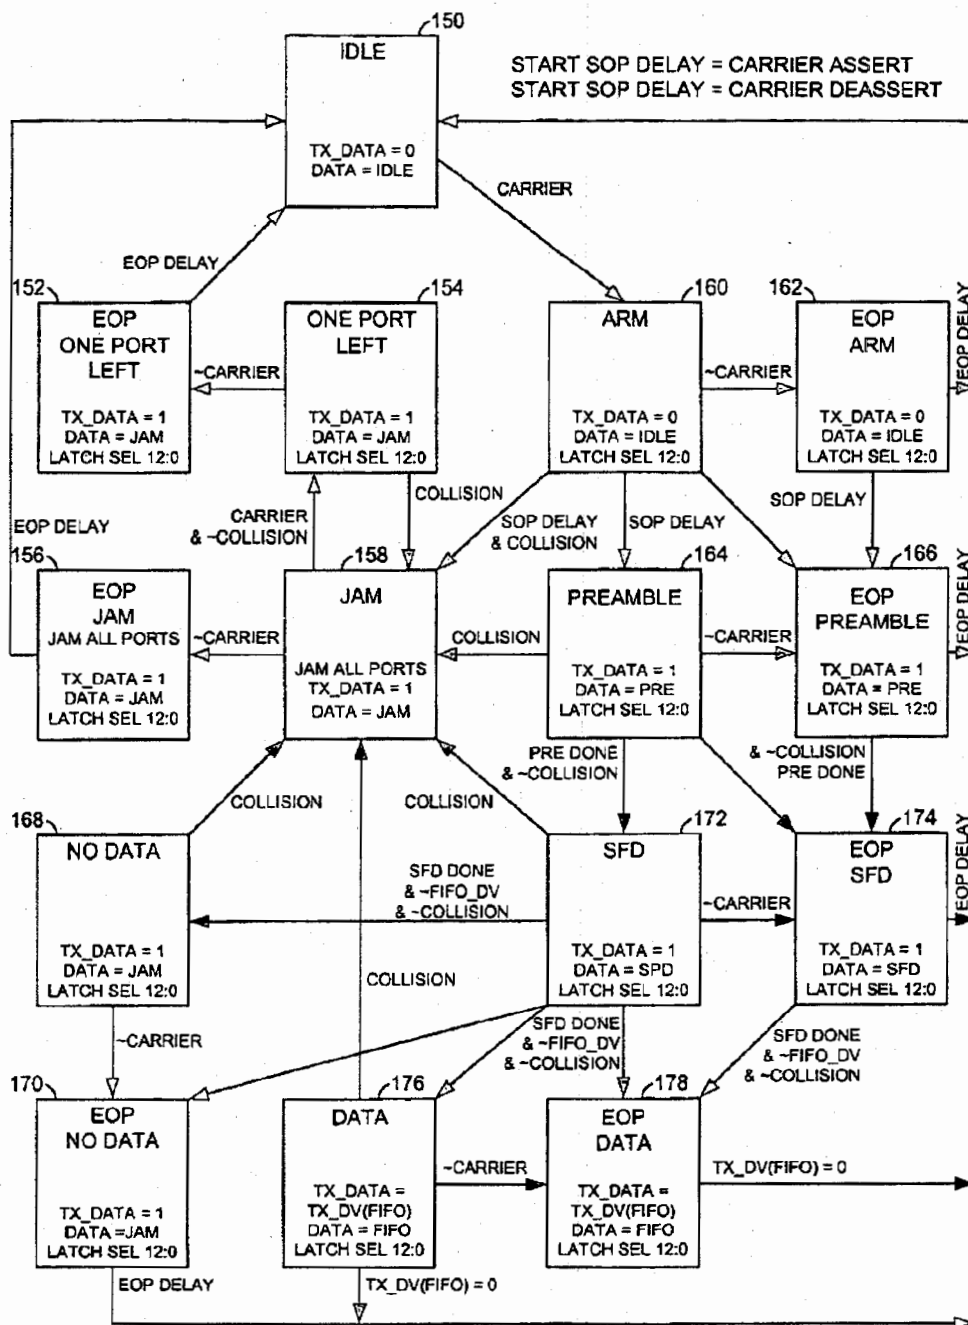 150
IDLE
TX_DATA = 0
DATA = IDLE
START SOP DELAY = CARRIER ASSERT
START SOP DELAY = CARRIER DEASSERT
CARRIER
EOP DELAY
152
EOP
ONE PORT
LEFT
TX_DATA = 1
DATA = JAM
LATCH SEL 12:0
~CARRIER
154
ONE PORT
LEFT
TX_DATA = 1
DATA = JAM
LATCH SEL 12:0
160
ARM
TX_DATA = 0
DATA = IDLE
LATCH SEL 12:0
~CARRIER
162
EOP
ARM
TX_DATA = 0
DATA = IDLE
LATCH SEL 12:0
EOP DELAY
EOP DELAY
CARRIER
& ~COLLISION
COLLISION
SOP DELAY
& COLLISION
SOP DELAY
SOP DELAY
156
EOP
JAM
JAM ALL PORTS
TX_DATA = 1
DATA = JAM
LATCH SEL 12:0
~CARRIER
158
JAM
JAM ALL PORTS
TX_DATA = 1
DATA = JAM
COLLISION
164
PREAMBLE
TX_DATA = 1
DATA = PRE
LATCH SEL 12:0
~CARRIER
166
EOP
PREAMBLE
TX_DATA = 1
DATA = PRE
LATCH SEL 12:0
EOP DELAY
COLLISION
COLLISION
PRE DONE
& ~COLLISION
& ~COLLISION
PRE DONE
168
NO DATA
TX_DATA = 1
DATA = JAM
LATCH SEL 12:0
SFD DONE
& ~FIFO_DV
& ~COLLISION
172
SFD
TX_DATA = 1
DATA = SPD
LATCH SEL 12:0
~CARRIER
174
EOP
SFD
TX_DATA = 1
DATA = SFD
LATCH SEL 12:0
EOP DELAY
~CARRIER
COLLISION
SFD DONE
& ~FIFO_DV
& ~COLLISION
SFD DONE
& ~FIFO_DV
& ~COLLISION
170
EOP
NO DATA
TX_DATA = 1
DATA =JAM
LATCH SEL 12:0
176
DATA
TX_DATA =
TX_DV(FIFO)
DATA = FIFO
LATCH SEL 12:0
~CARRIER
178
EOP
DATA
TX_DATA =
TX_DV(FIFO)
DATA = FIFO
LATCH SEL 12:0
TX_DV(FIFO) = 0
EOP DELAY
TX_DV(FIFO) = 0